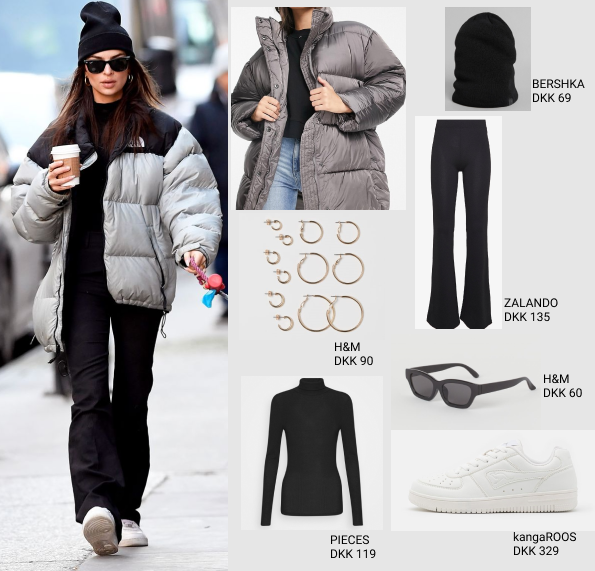 BERSHKA
DKK 69
ZALANDO
DKK 135
H&M
DKK 90
H&M
DKK 60
PIECES
DKK 119
kangaROOS
DKK 329